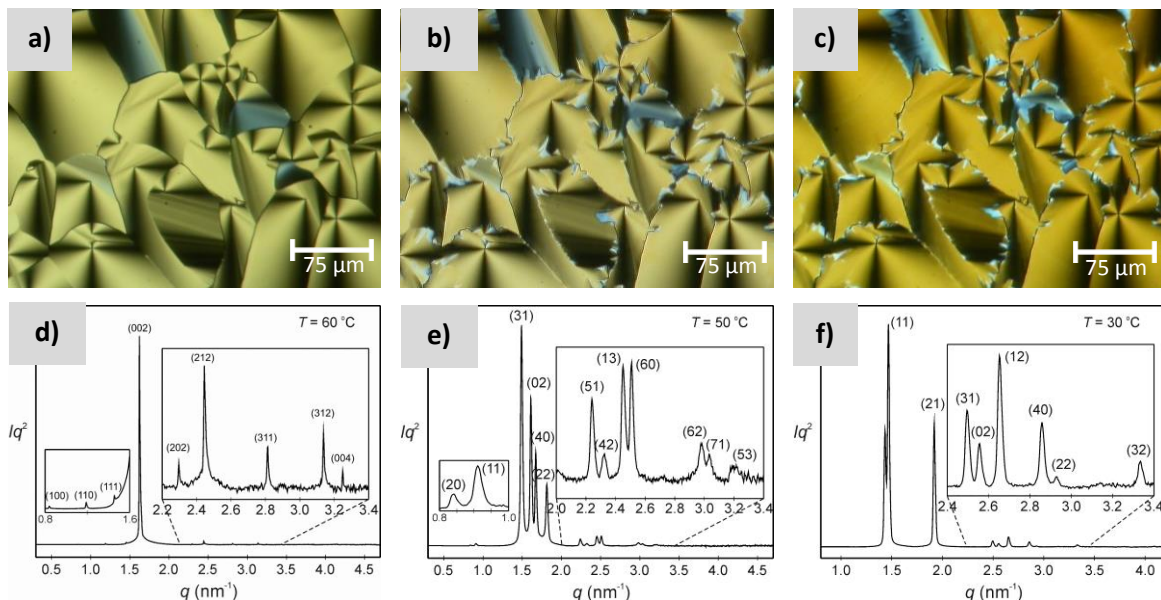 a)
75 μm
b)
75 μm
c)
75 μm
d)
T = 60 °C
(002)
(212)
(202)
(311)
(312)
(004)
(100)
(110)
(111)
0.8
1.6
2.2 2.4 2.6 2.8 3.0 3.2 3.4
Iq²
0.5 1.0 1.5 2.0 2.5 3.0 3.5 4.0 4.5
q (nm⁻¹)
e)
T = 50 °C
(31)
(02)
(40)
(22)
(20)
(11)
0.8
1.0
(51)
(42)
(13)
(60)
(62)
(71)
(53)
2.0 2.2 2.4 2.6 2.8 3.0 3.2 3.4
Iq²
0.5 1.0 1.5 2.0 2.5 3.0 3.5 4.0 4.5
q (nm⁻¹)
f)
T = 30 °C
(11)
(21)
(31)
(02)
(12)
(40)
(22)
(32)
2.4 2.6 2.8 3.0 3.2 3.4
Iq²
1.0 1.5 2.0 2.5 3.0 3.5 4.0
q (nm⁻¹)